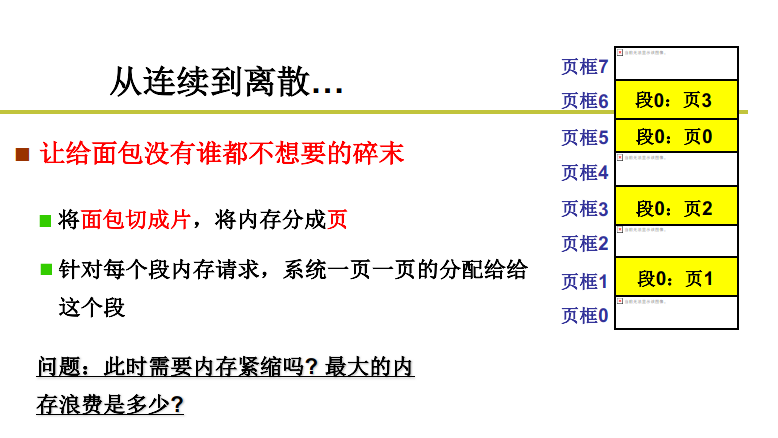 从连续到离散…
让给面包没有谁都不想要的碎末
将面包切成片，将内存分成页
针对每个段内存请求，系统一页一页的分配给给
这个段
问题：此时需要内存紧缩吗? 最大的内
存浪费是多少?
页框7
页框6 段0：页3
页框5 段0：页0
页框4
页框3 段0：页2
页框2
页框1 段0：页1
页框0